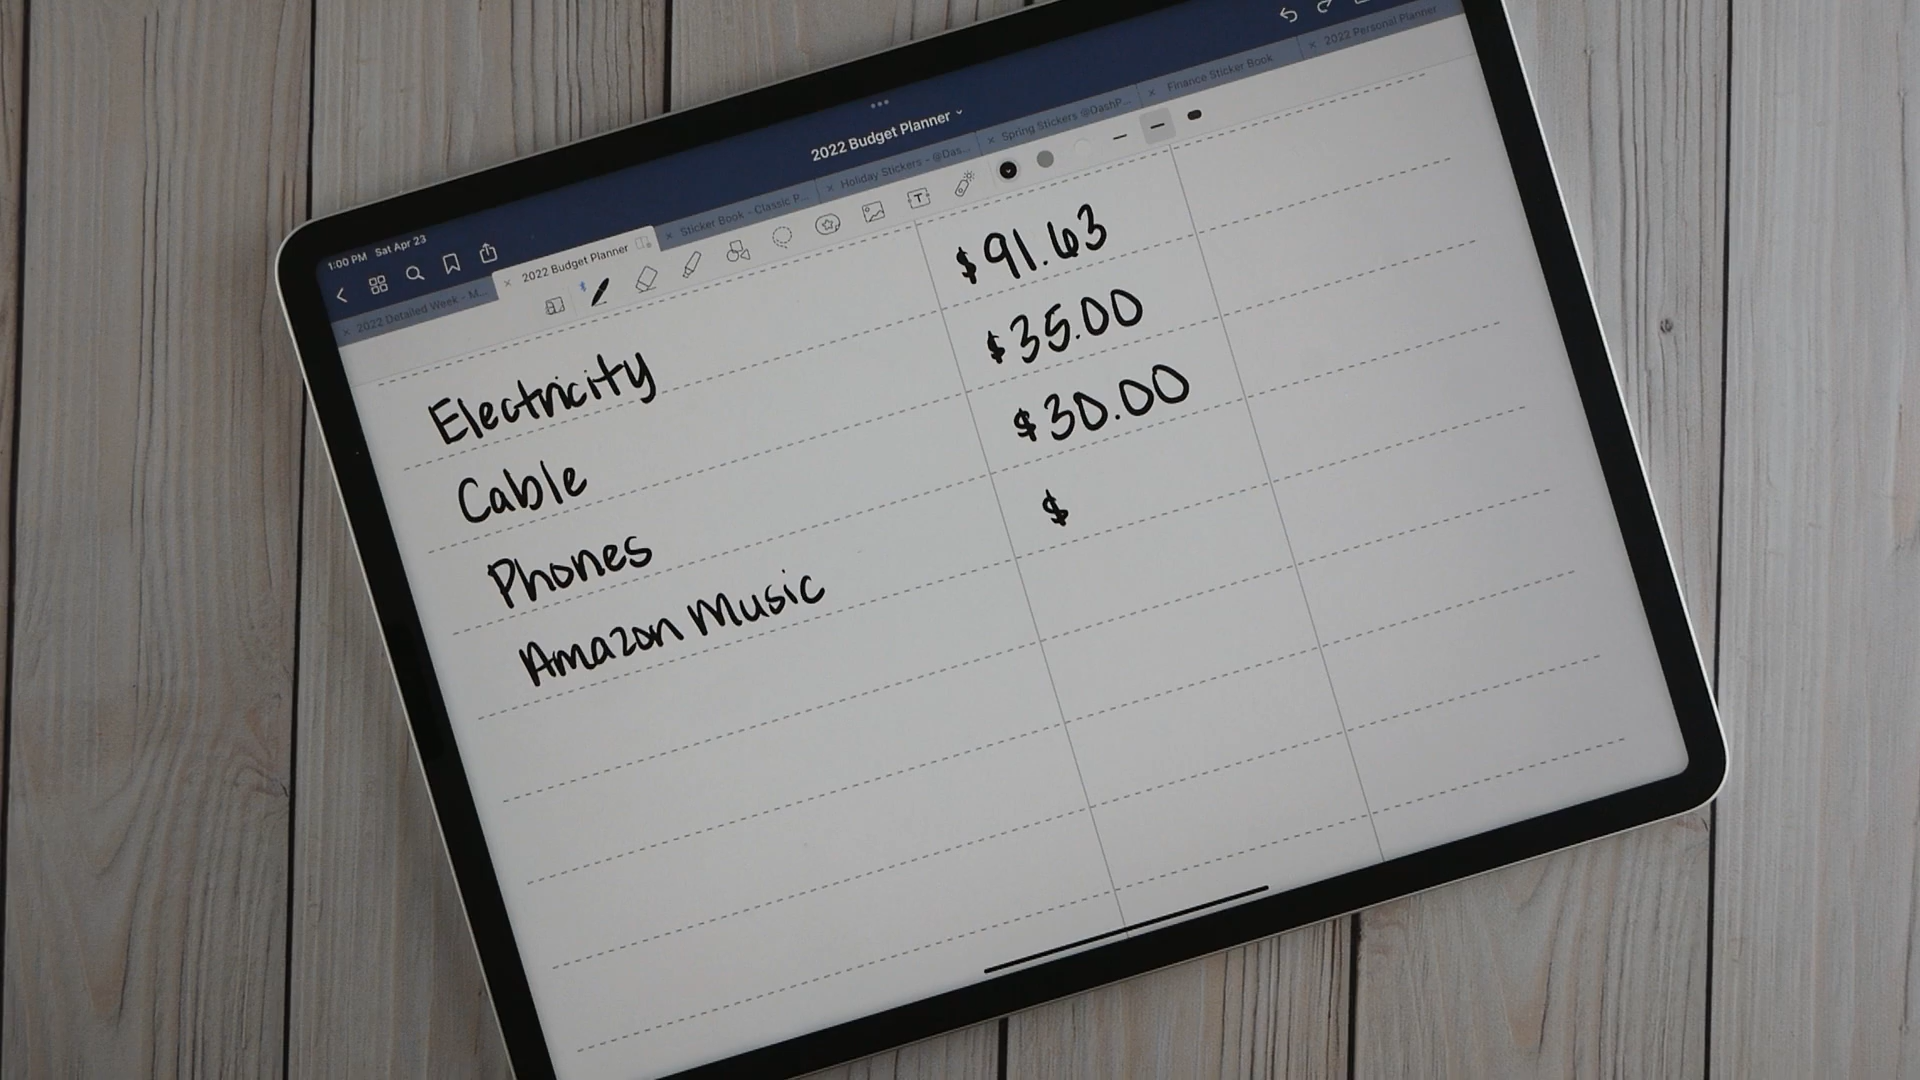 1:00 PM Sat Apr 23
2022 Budget Planner
2022 Detailed Week - M...
2022 Budget Planner
Sticker Book - Classic P...
Holiday Stickers - @Das...
Spring Stickers @DashP...
Finance Sticker Book
2022 Personal Planner
Electricity $91.63
Cable $35.00
Phones $30.00
Amazon Music $